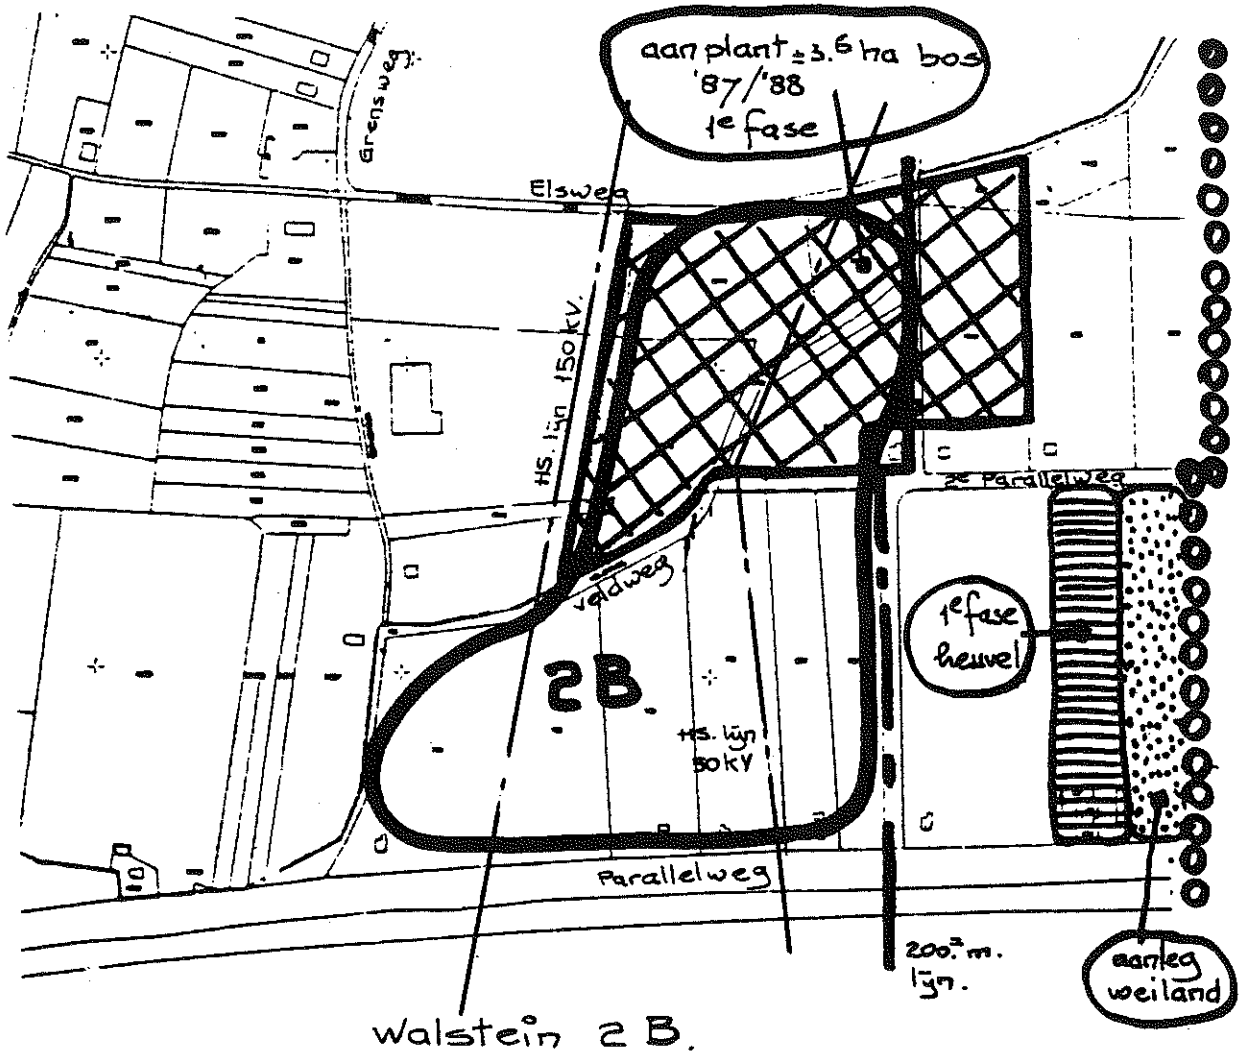 aanplant ± 3.6 ha bos
'87/'88
1e fase
Grensweg
Elsweg
HS. lijn 150 KV.
2e Parallelweg
veldweg
1e fase
heuvel
2B
HS. lijn
50 kV
Parallelweg
200.= m.
lijn.
aanleg
weiland
Walstein 2 B.